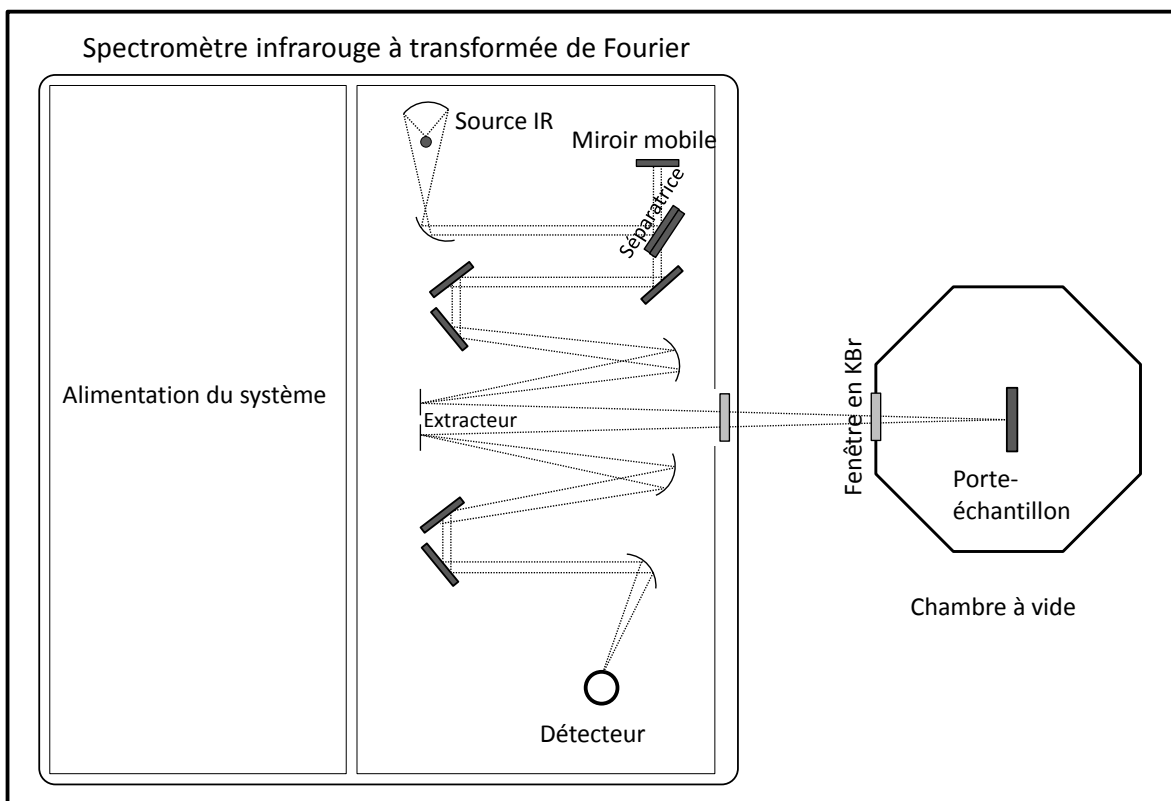 Spectromètre infrarouge à transformée de Fourier
Source IR
Miroir mobile
Séparatrice
Alimentation du système
Extracteur
Fenêtre en KBr
Porte-
échantillon
Chambre à vide
Détecteur